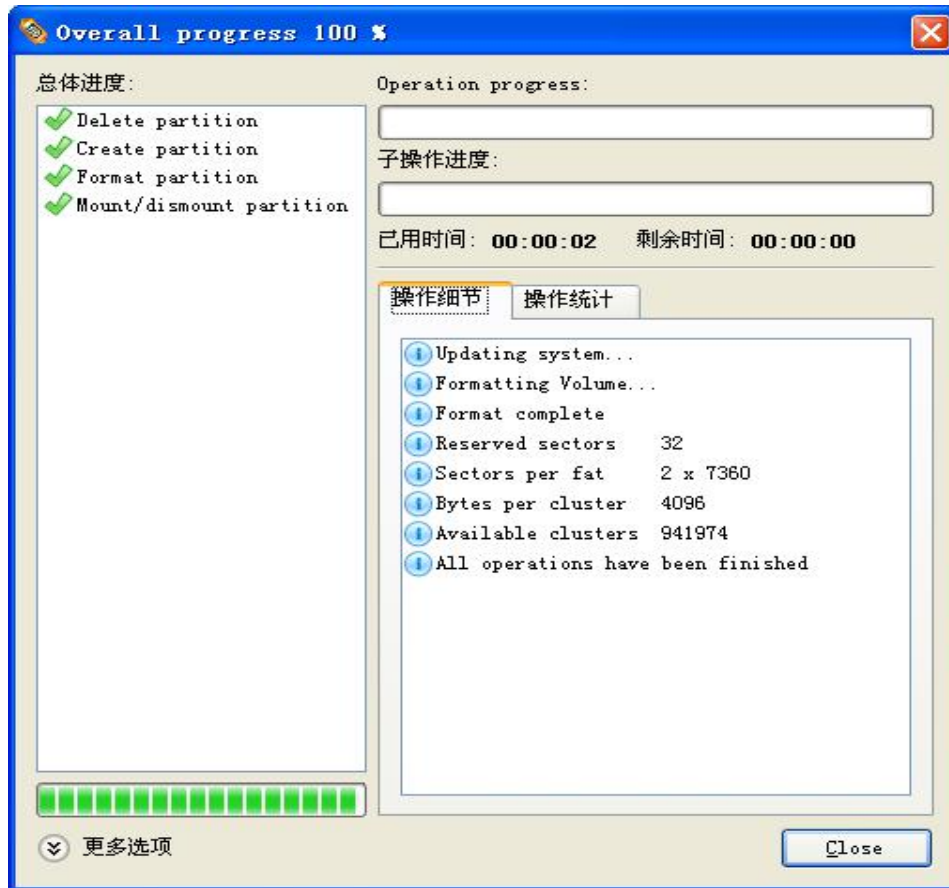 Overall progress 100 %
总体进度:
Delete partition
Create partition
Format partition
Mount/dismount partition
Operation progress:
子操作进度:
已用时间: 00:00:02 剩余时间: 00:00:00
操作细节 操作统计
Updating system...
Formatting Volume...
Format complete
Reserved sectors 32
Sectors per fat 2 x 7360
Bytes per cluster 4096
Available clusters 941974
All operations have been finished
更多选项
Close